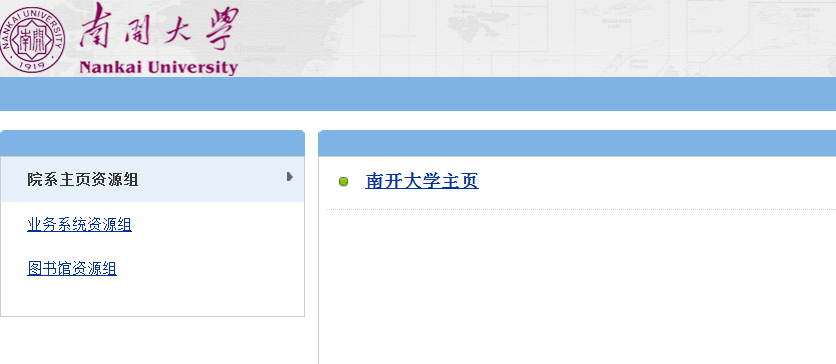 NANKAI UNIVERSITY
南開
1919
南開大學
Nankai University
院系主页资源组
业务系统资源组
图书馆资源组
南开大学主页